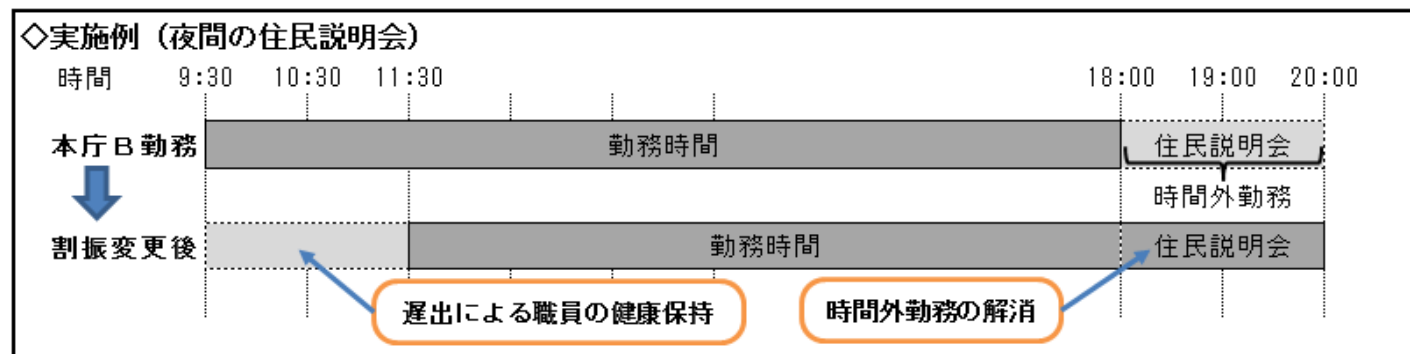 ◇実施例（夜間の住民説明会）
時間 9:30 10:30 11:30 18:00 19:00 20:00
本庁Ｂ勤務 勤務時間 住民説明会
時間外勤務
割振変更後 勤務時間 住民説明会
遅出による職員の健康保持 時間外勤務の解消